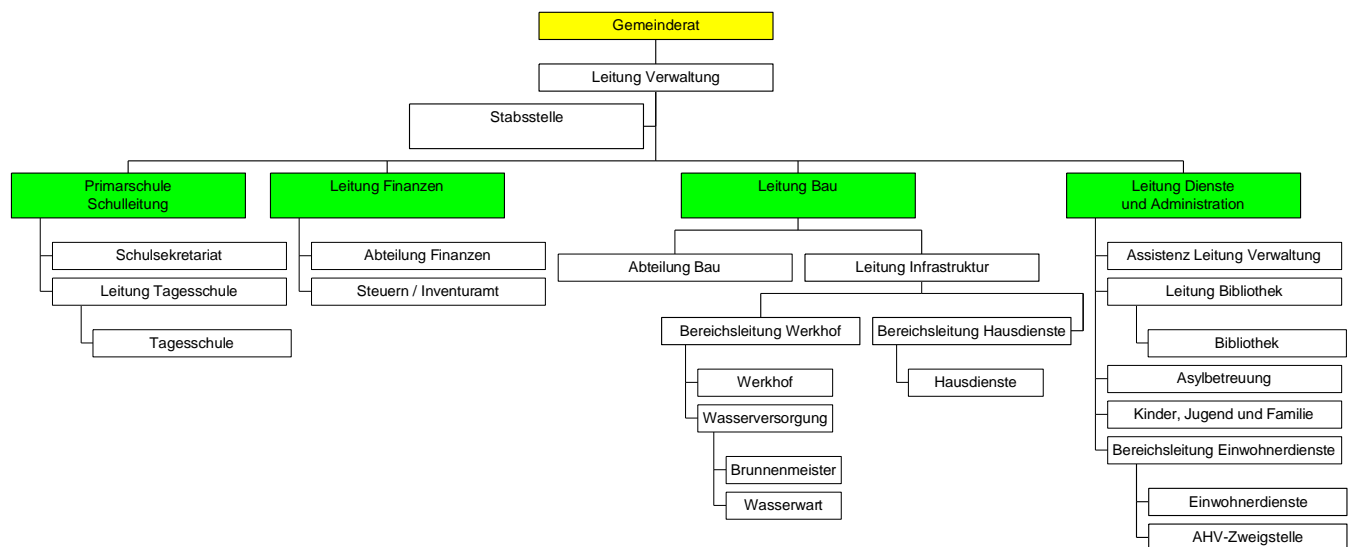 Gemeinderat
Leitung Verwaltung
Stabsstelle
Primarschule
Schulleitung
Schulsekretariat
Leitung Tagesschule
Tagesschule
Leitung Finanzen
Abteilung Finanzen
Steuern / Inventuramt
Leitung Bau
Abteilung Bau
Leitung Infrastruktur
Bereichsleitung Werkhof
Werkhof
Wasserversorgung
Brunnenmeister
Wasserwart
Bereichsleitung Hausdienste
Hausdienste
Leitung Dienste
und Administration
Assistenz Leitung Verwaltung
Leitung Bibliothek
Bibliothek
Asylbetreuung
Kinder, Jugend und Familie
Bereichsleitung Einwohnerdienste
Einwohnerdienste
AHV-Zweigstelle